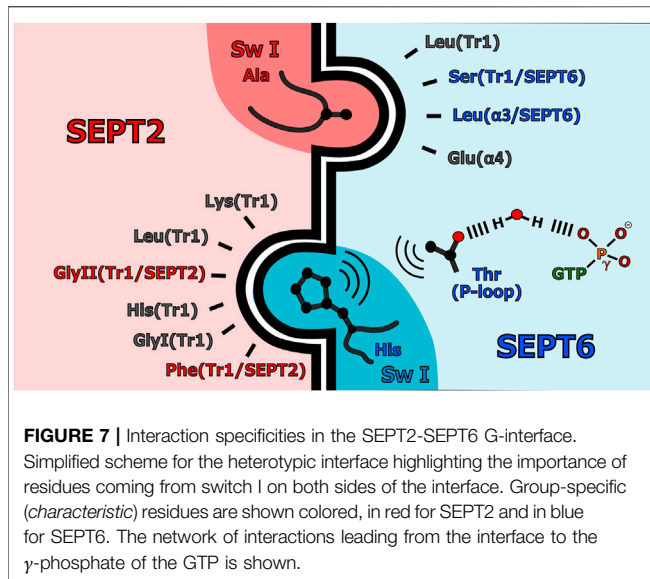 Sw I
Ala
SEPT2
Leu(Tr1)
Ser(Tr1/SEPT6)
Leu(α3/SEPT6)
Glu(α4)
Lys(Tr1)
Leu(Tr1)
GlyII(Tr1/SEPT2)
His(Tr1)
GlyI(Tr1)
Phe(Tr1/SEPT2)
His
Sw I
H H
Thr
(P-loop)
O O⊖
P
γ O
O
GTP
SEPT6
FIGURE 7 | Interaction specificities in the SEPT2-SEPT6 G-interface.
Simplified scheme for the heterotypic interface highlighting the importance of
residues coming from switch I on both sides of the interface. Group-specific
(characteristic) residues are shown colored, in red for SEPT2 and in blue
for SEPT6. The network of interactions leading from the interface to the
γ-phosphate of the GTP is shown.